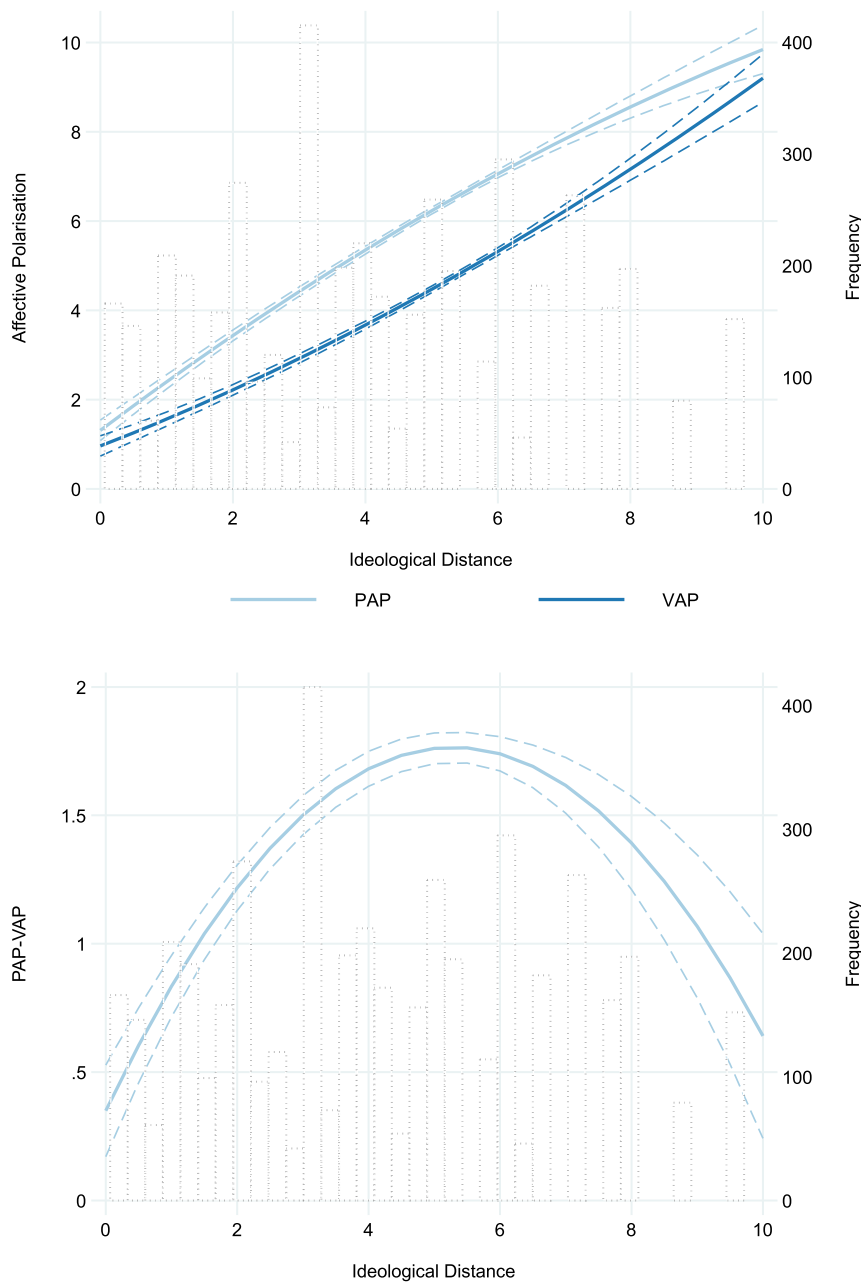 10
8
6
4
2
0
Affective Polarisation
400
300
200
100
0
Frequency
0 2 4 6 8 10
Ideological Distance
PAP VAP
2
1.5
1
.5
0
PAP-VAP
400
300
200
100
0
Frequency
0 2 4 6 8 10
Ideological Distance